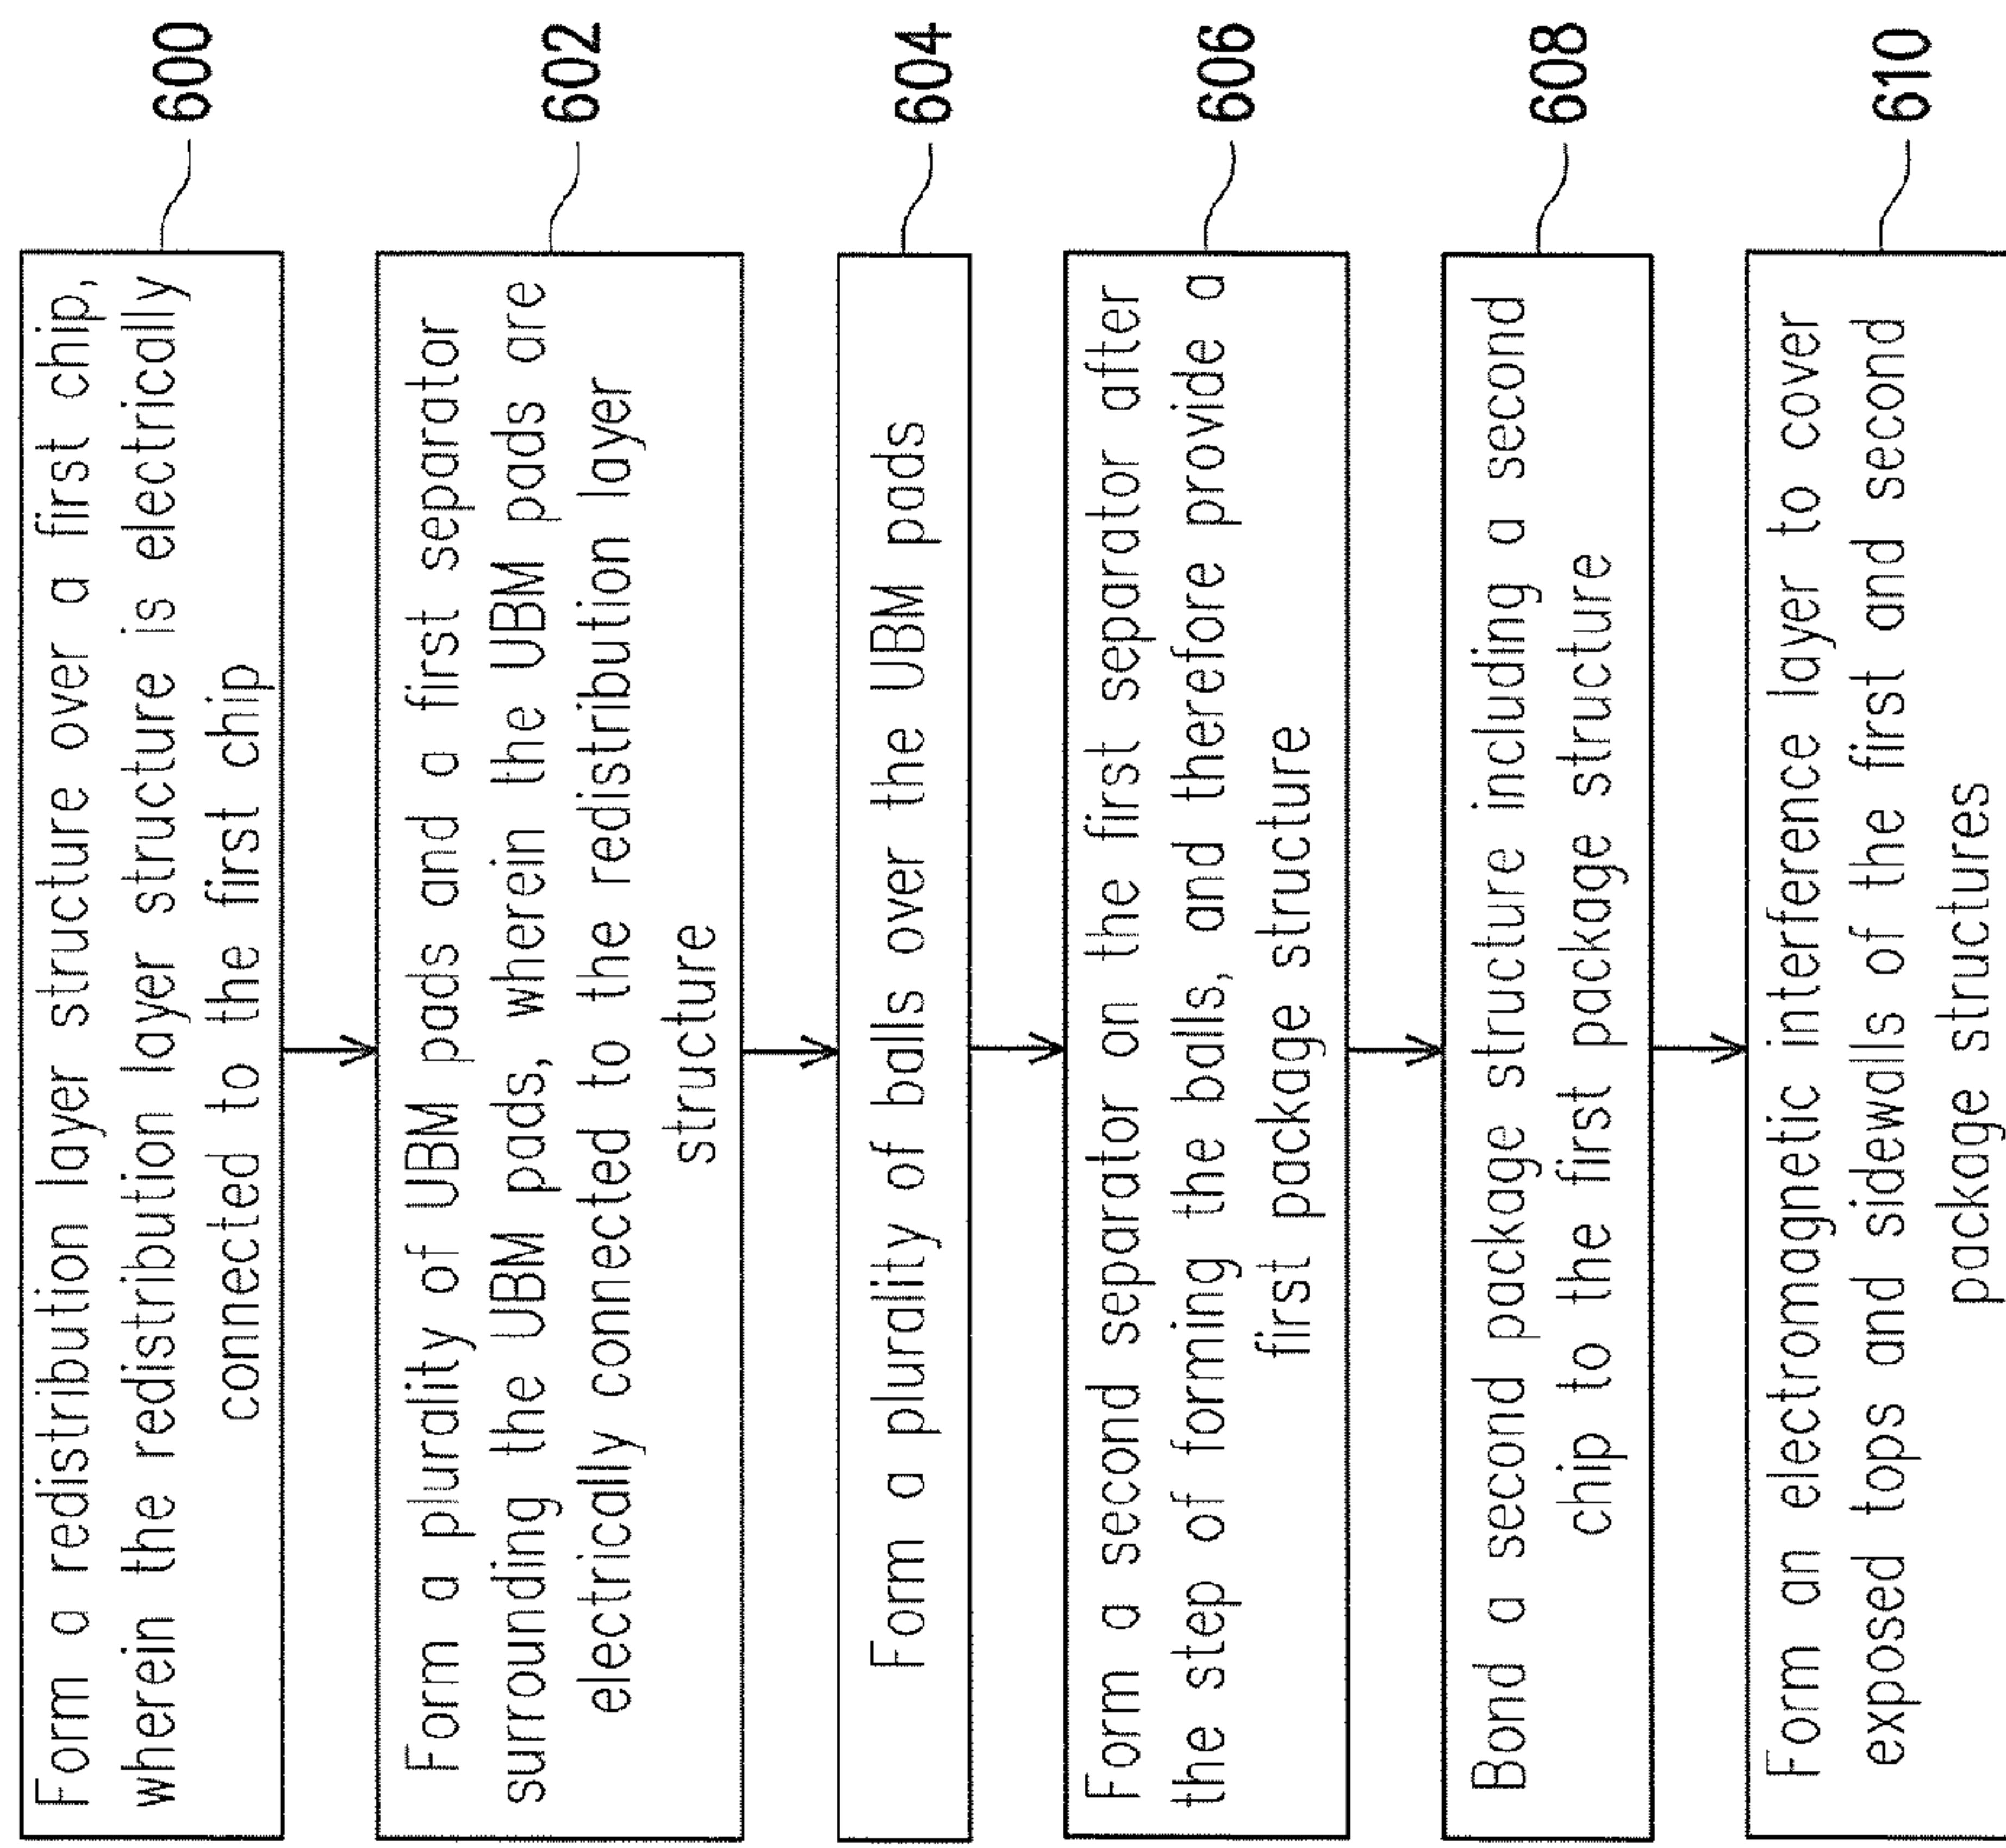 Form a redistribution layer structure over a first chip,
wherein the redistribution layer structure is electrically
connected to the first chip
600
Form a plurality of UBM pads and a first separator
surrounding the UBM pads, wherein the UBM pads are
electrically connected to the redistribution layer
structure
602
Form a plurality of balls over the UBM pads
604
Form a second separator on the first separator after
the step of forming the balls, and therefore provide a
first package structure
606
Bond a second package structure including a second
chip to the first package structure
608
Form an electromagnetic interference layer to cover
exposed tops and sidewalls of the first and second
package structures
610